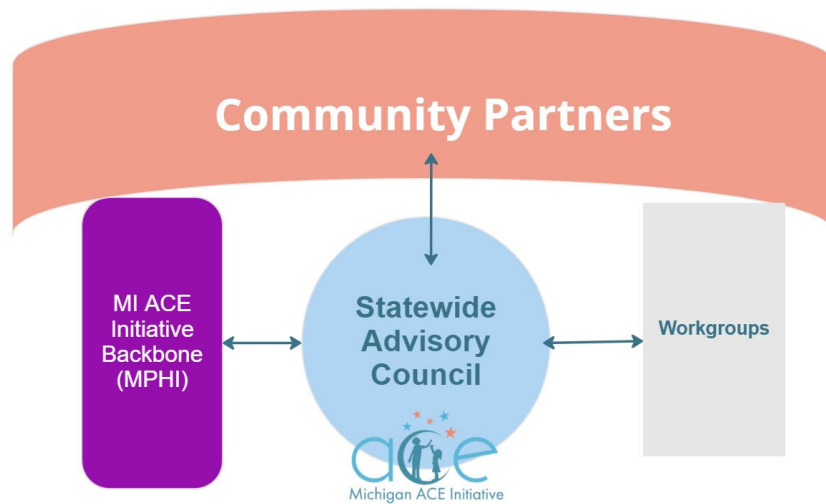 Community Partners
MI ACE
Initiative
Backbone
(MPHI)
Statewide
Advisory
Council
Workgroups
ace
Michigan ACE Initiative